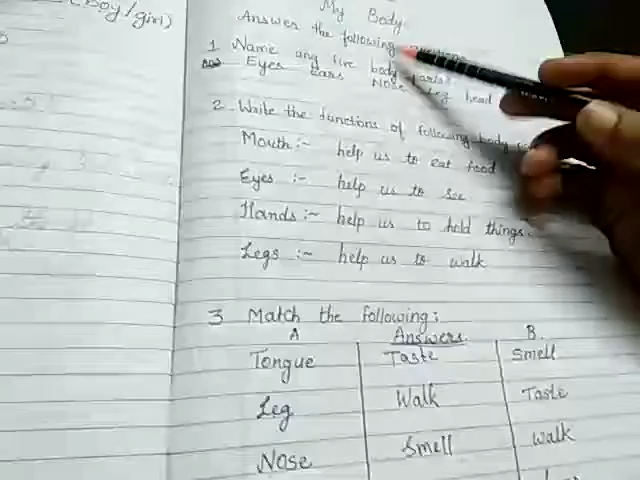 (Boy/girl)
My Body
Answer the following
1 Name any five body parts.
Ans Eyes Ears Nose Leg head
2. Write the functions of following body
Mouth :- help us to eat food
Eyes :- help us to see
Hands :- help us to hold things.
Legs :- help us to walk
3 Match the following:
A Answers B.
Tongue Taste Smell
Leg Walk Taste
Nose Smell Walk